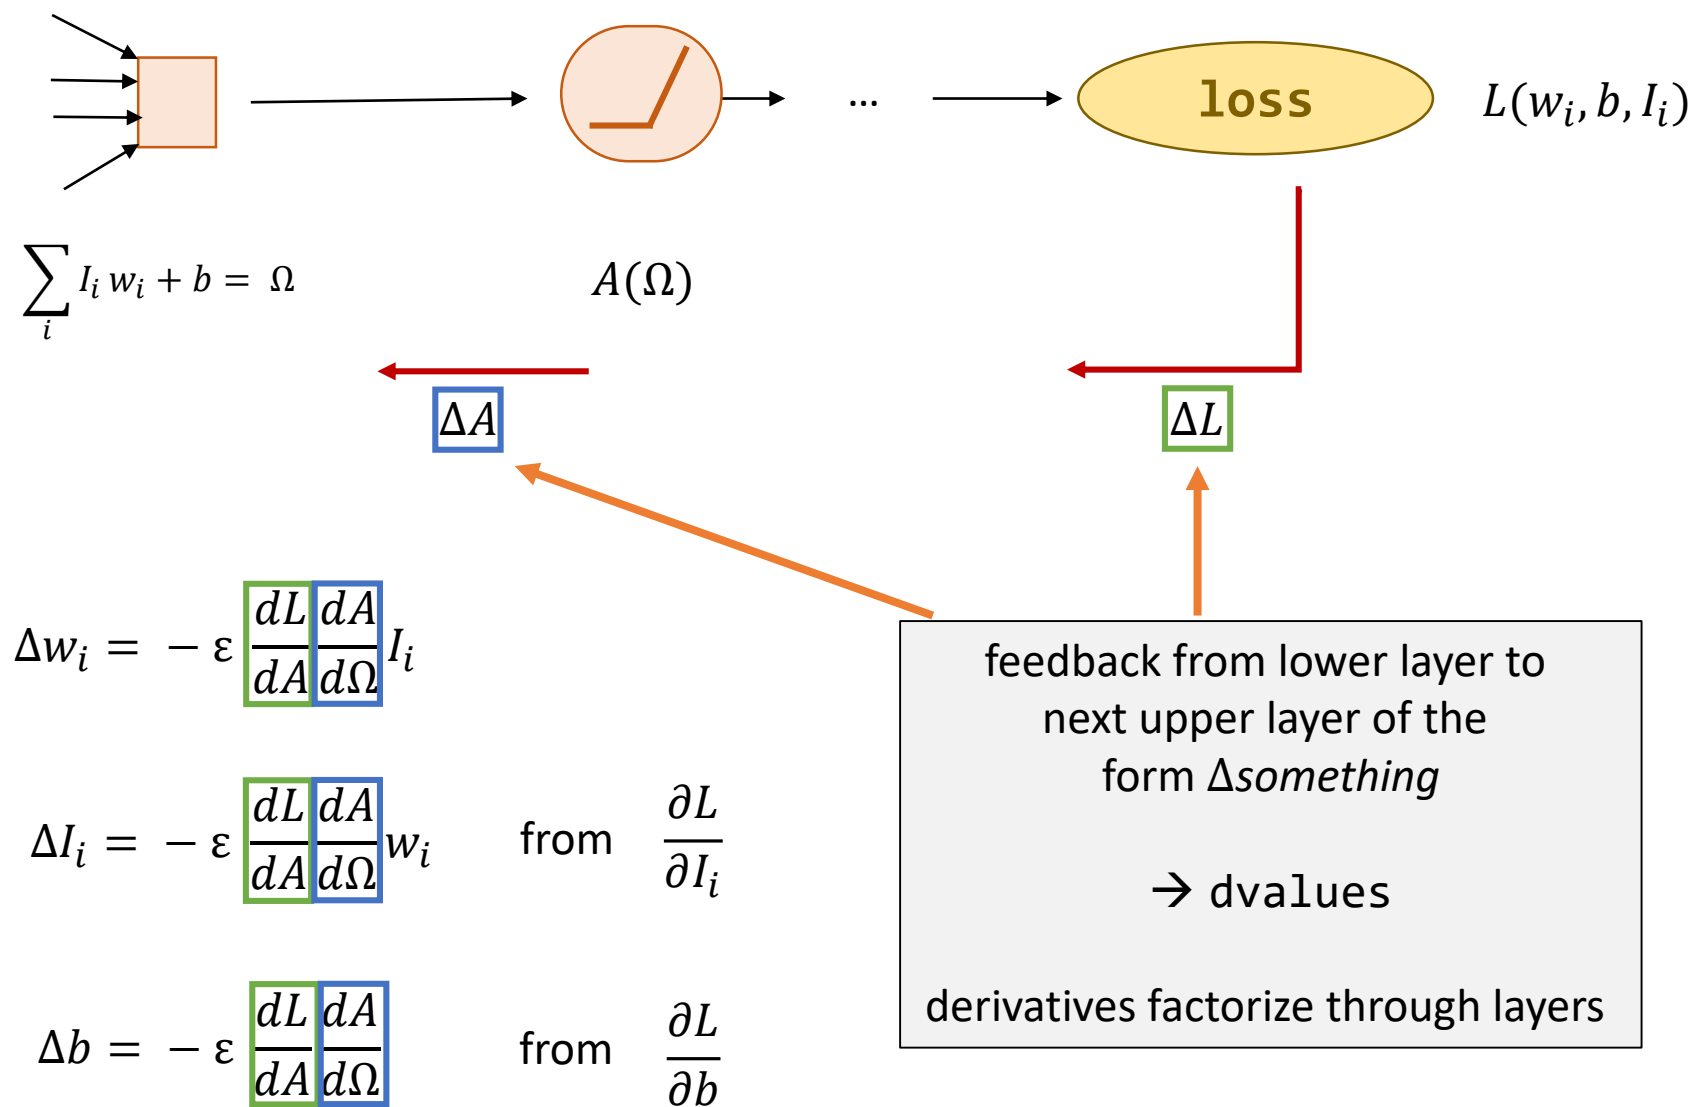 ...
loss
L(w_i, b, I_i)
∑_i I_i w_i + b = Ω
A(Ω)
ΔA
ΔL
Δw_i = − ε dL/dA dA/dΩ I_i
ΔI_i = − ε dL/dA dA/dΩ w_i from ∂L/∂I_i
Δb = − ε dL/dA dA/dΩ from ∂L/∂b
feedback from lower layer to
next upper layer of the
form Δsomething
→ dvalues
derivatives factorize through layers